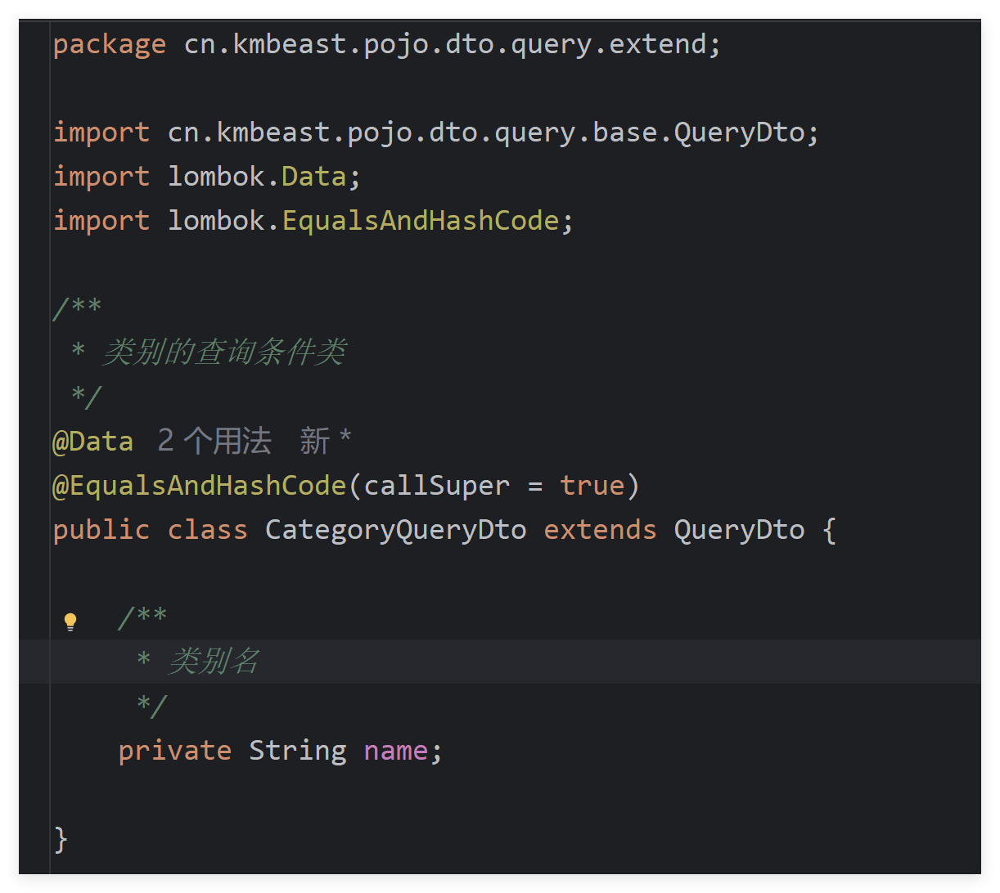 package cn.kmbeast.pojo.dto.query.extend;
import cn.kmbeast.pojo.dto.query.base.QueryDto;
import lombok.Data;
import lombok.EqualsAndHashCode;
/**
 * 类别的查询条件类
 */
@Data 2 个用法 新 *
@EqualsAndHashCode(callSuper = true)
public class CategoryQueryDto extends QueryDto {
    /**
     * 类别名
     */
    private String name;
}